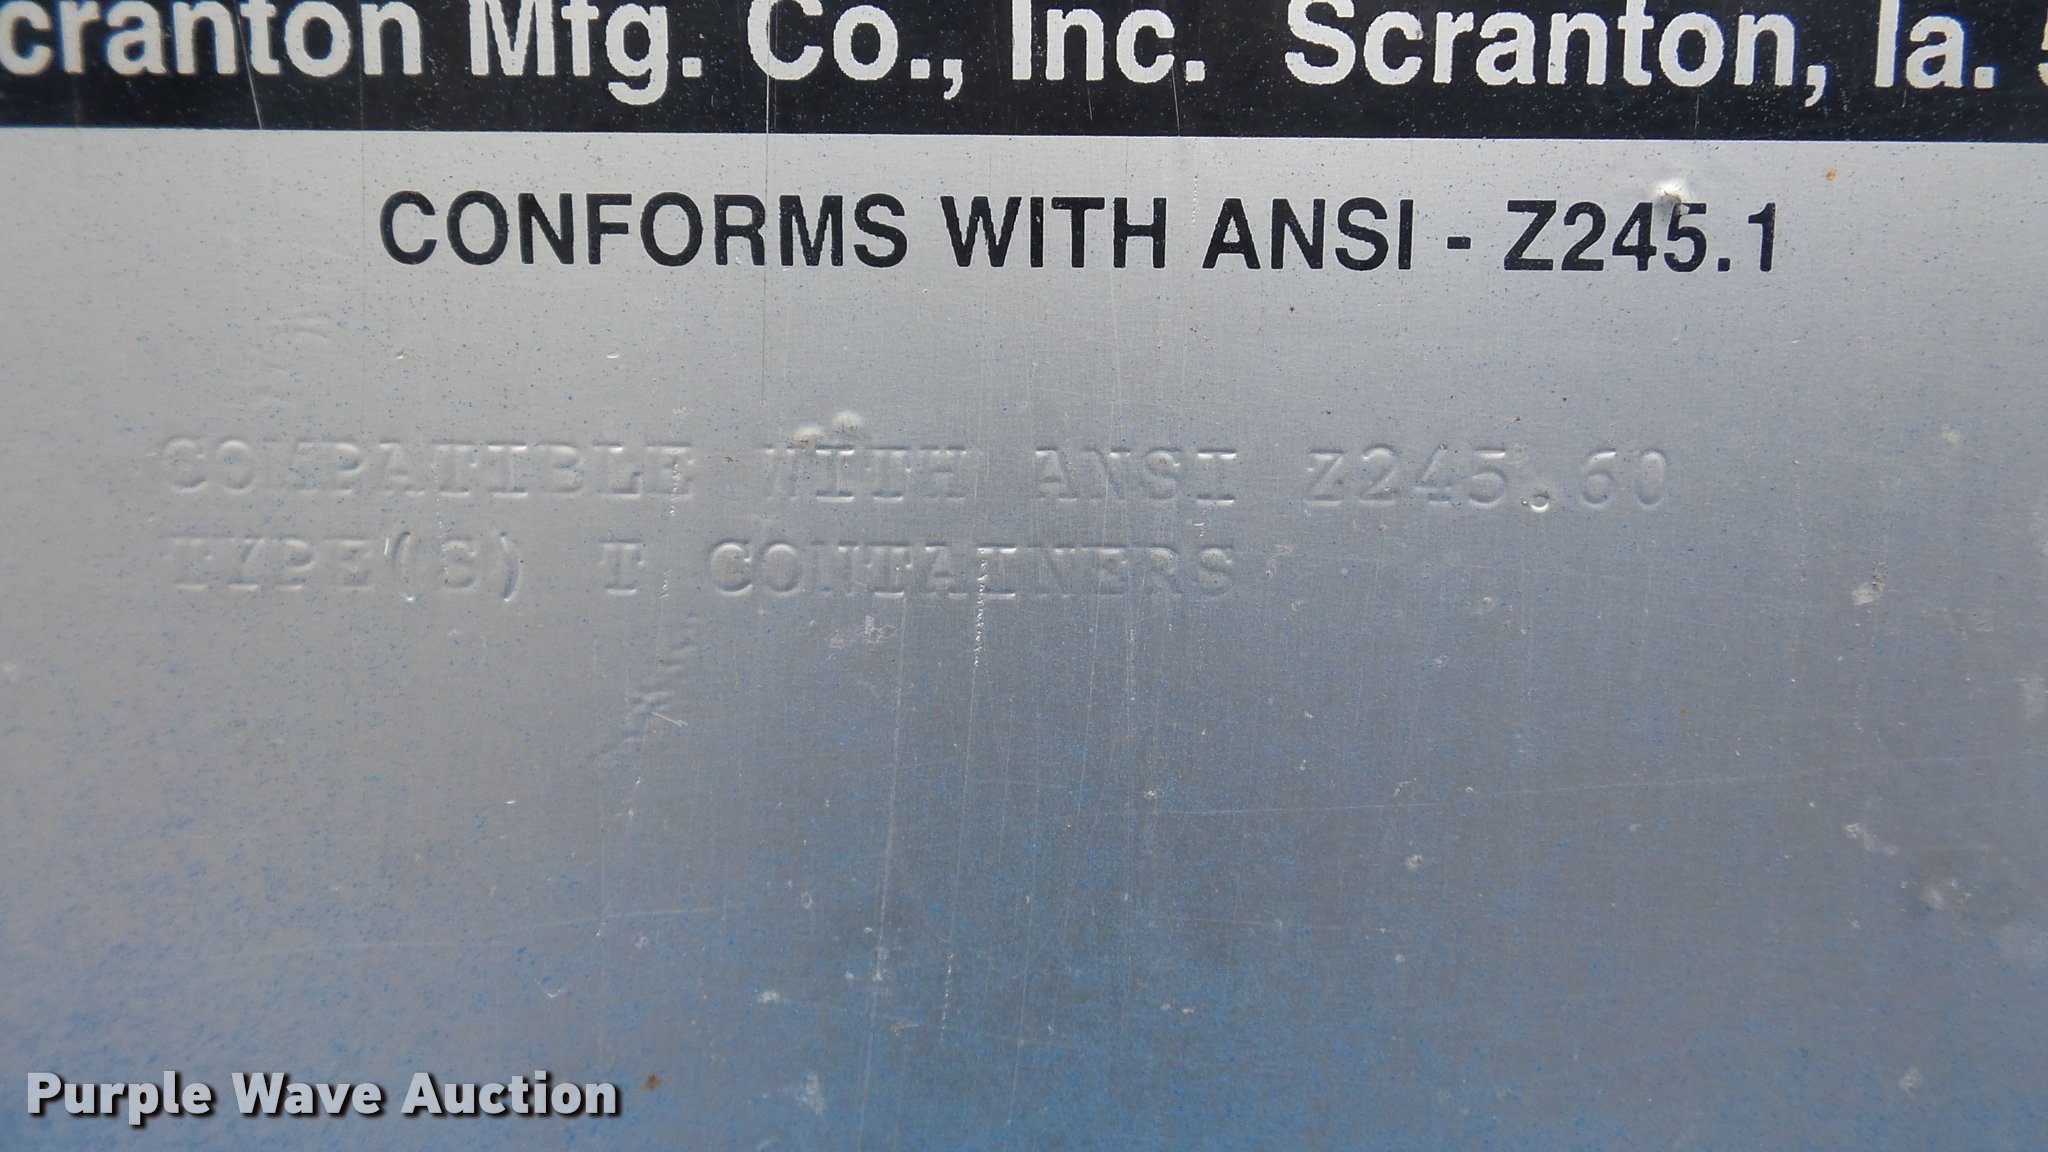 cranton Mfg. Co., Inc. Scranton, Ia. 5
CONFORMS WITH ANSI - Z245.1
COMPATIBLE WITH ANSI Z245.60
TYPE(S) T CONTAINERS
Purple Wave Auction